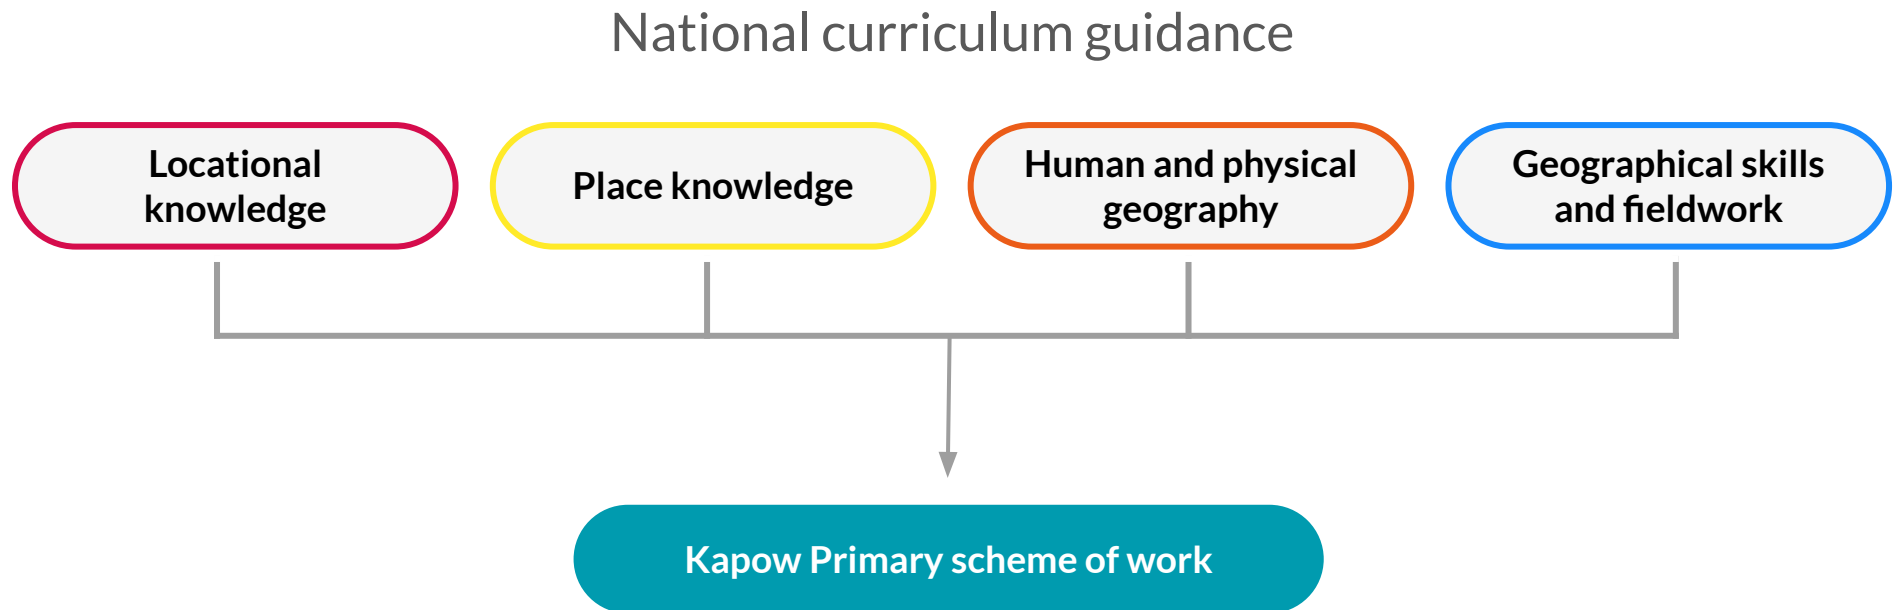 National curriculum guidance
Locational
knowledge
Place knowledge
Human and physical
geography
Geographical skills
and fieldwork
Kapow Primary scheme of work